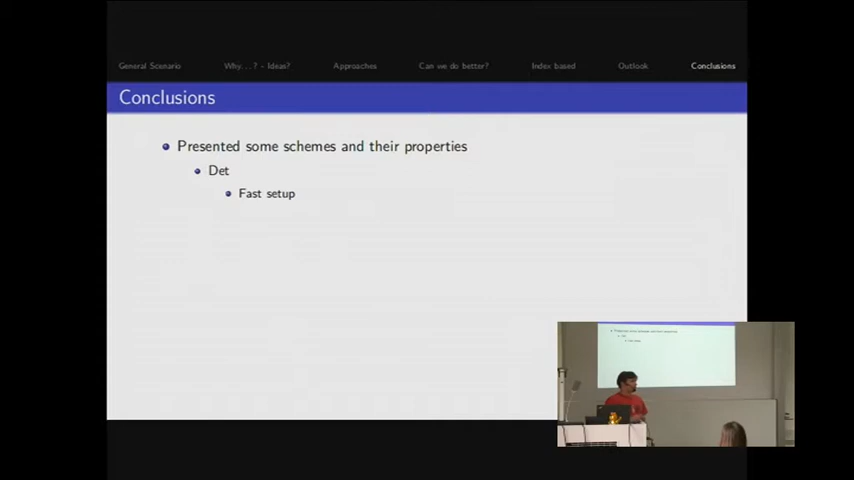 General Scenario Why...? - Ideas? Approaches Can we do better? Index based Outlook Conclusions
Conclusions
Presented some schemes and their properties
Det
Fast setup